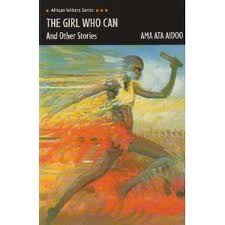 African Writers Series
THE GIRL WHO CAN
And Other Stories
AMA ATA AIDOO